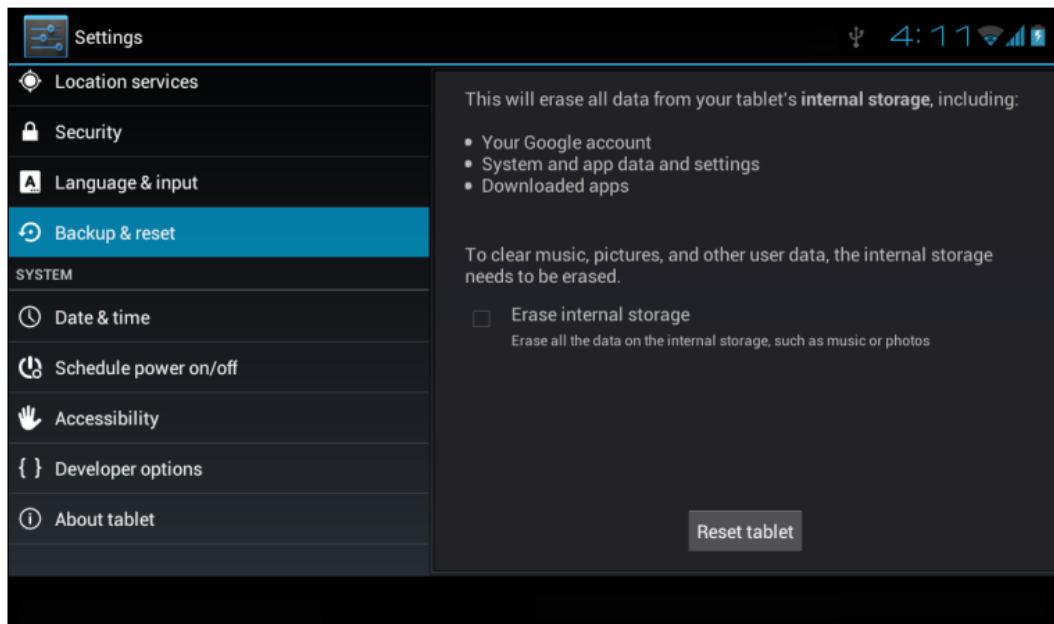 Settings
4:11
Location services
Security
Language & input
Backup & reset
SYSTEM
Date & time
Schedule power on/off
Accessibility
{ } Developer options
About tablet
This will erase all data from your tablet's internal storage, including:
• Your Google account
• System and app data and settings
• Downloaded apps
To clear music, pictures, and other user data, the internal storage
needs to be erased.
Erase internal storage
Erase all the data on the internal storage, such as music or photos
Reset tablet